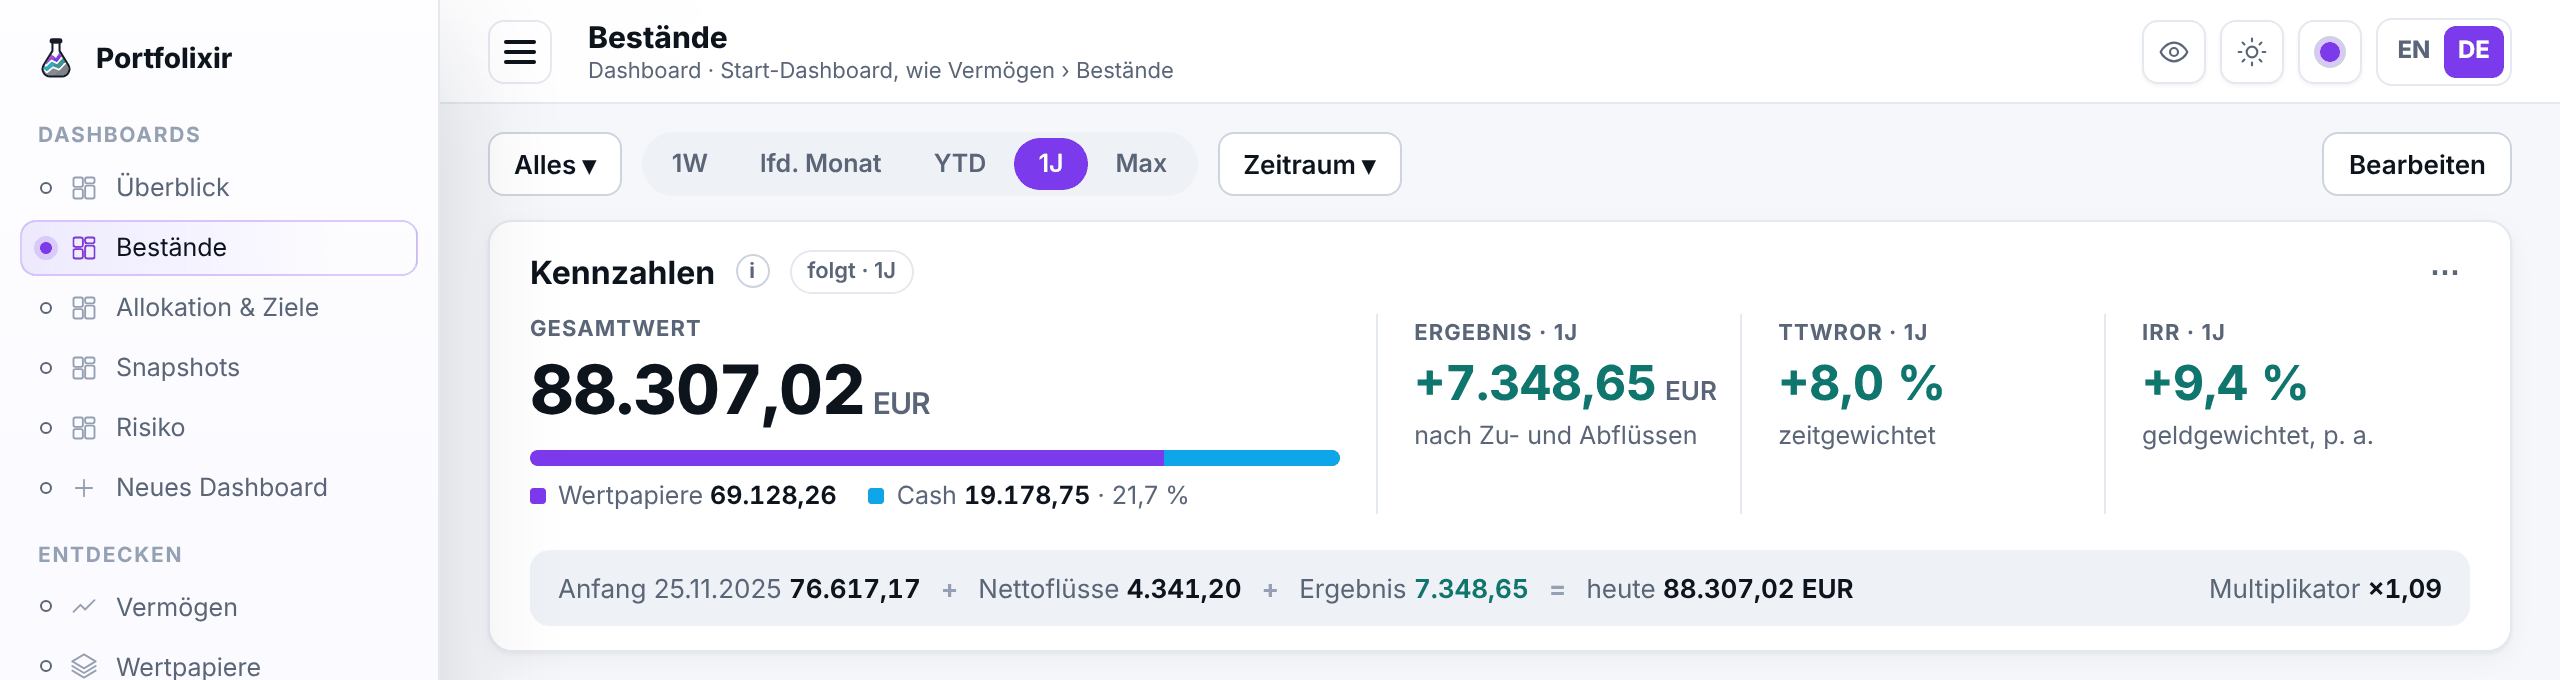 Portfolixir
DASHBOARDS
Überblick
Bestände
Allokation & Ziele
Snapshots
Risiko
Neues Dashboard
ENTDECKEN
Vermögen
Wertpapiere
Bestände
Dashboard · Start-Dashboard, wie Vermögen › Bestände
EN DE
Alles ▾ 1W lfd. Monat YTD 1J Max Zeitraum ▾ Bearbeiten
Kennzahlen i folgt · 1J ...
GESAMTWERT
88.307,02 EUR
Wertpapiere 69.128,26 Cash 19.178,75 · 21,7 %
ERGEBNIS · 1J
+7.348,65 EUR
nach Zu- und Abflüssen
TTWROR · 1J
+8,0 %
zeitgewichtet
IRR · 1J
+9,4 %
geldgewichtet, p. a.
Anfang 25.11.2025 76.617,17 + Nettoflüsse 4.341,20 + Ergebnis 7.348,65 = heute 88.307,02 EUR Multiplikator ×1,09